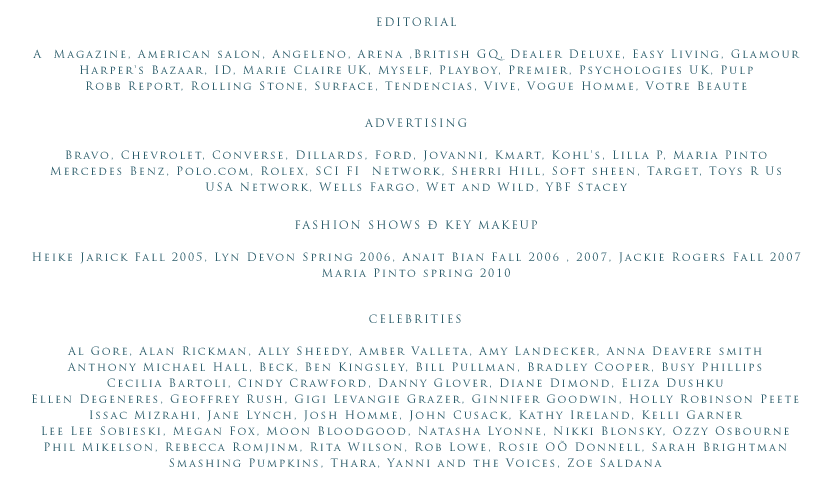 EDITORIAL
A Magazine, American salon, Angeleno, Arena ,British GQ, Dealer Deluxe, Easy Living, Glamour
Harper's Bazaar, ID, Marie Claire UK, Myself, Playboy, Premier, Psychologies UK, Pulp
Robb Report, Rolling Stone, Surface, Tendencias, Vive, Vogue Homme, Votre Beaute
ADVERTISING
Bravo, Chevrolet, Converse, Dillards, Ford, Jovanni, Kmart, Kohl's, Lilla P, Maria Pinto
Mercedes Benz, Polo.com, Rolex, SCI FI Network, Sherri Hill, Soft sheen, Target, Toys R Us
USA Network, Wells Fargo, Wet and Wild, YBF Stacey
FASHION SHOWS Ð KEY MAKEUP
Heike Jarick Fall 2005, Lyn Devon Spring 2006, Anait Bian Fall 2006 , 2007, Jackie Rogers Fall 2007
Maria Pinto spring 2010
CELEBRITIES
Al Gore, Alan Rickman, Ally Sheedy, Amber Valleta, Amy Landecker, Anna Deavere smith
Anthony Michael Hall, Beck, Ben Kingsley, Bill Pullman, Bradley Cooper, Busy Phillips
Cecilia Bartoli, Cindy Crawford, Danny Glover, Diane Dimond, Eliza Dushku
Ellen Degeneres, Geoffrey Rush, Gigi Levangie Grazer, Ginnifer Goodwin, Holly Robinson Peete
Issac Mizrahi, Jane Lynch, Josh Homme, John Cusack, Kathy Ireland, Kelli Garner
Lee Lee Sobieski, Megan Fox, Moon Bloodgood, Natasha Lyonne, Nikki Blonsky, Ozzy Osbourne
Phil Mikelson, Rebecca Romjinm, Rita Wilson, Rob Lowe, Rosie OÕ Donnell, Sarah Brightman
Smashing Pumpkins, Thara, Yanni and the Voices, Zoe Saldana